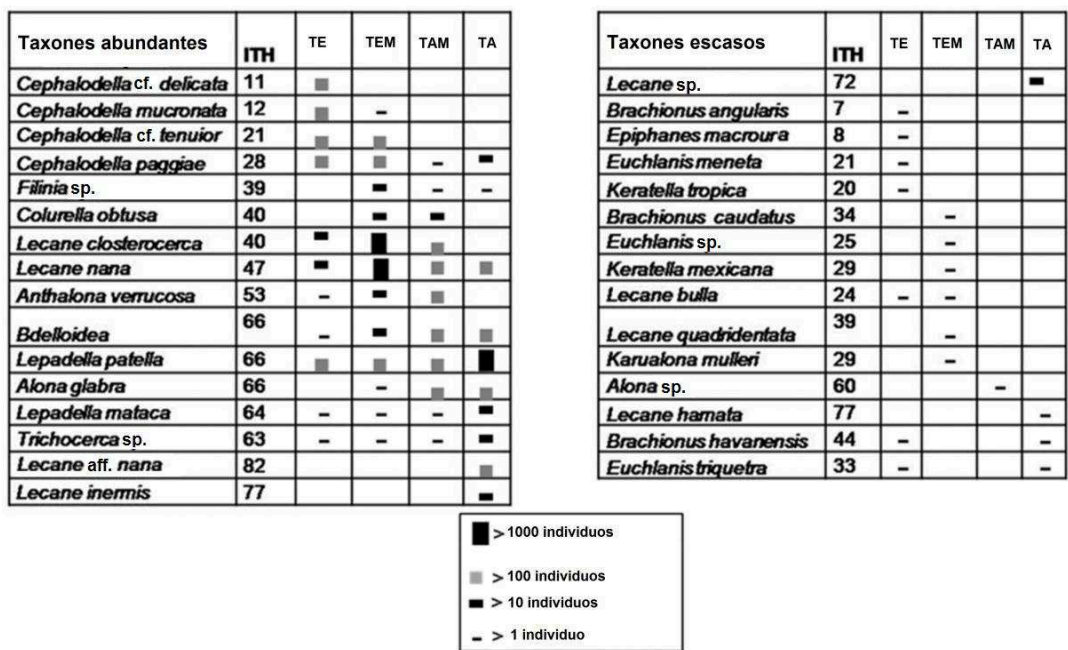 Taxones abundantes ITH TE TEM TAM TA
Cephalodella cf. delicata 11
Cephalodella mucronata 12 –
Cephalodella cf. tenuior 21
Cephalodella paggiae 28 –
Filinia sp. 39 – –
Colurella obtusa 40
Lecane closterocerca 40
Lecane nana 47
Anthalona verrucosa 53 –
Bdelloidea 66 –
Lepadella patella 66
Alona glabra 66 –
Lepadella mataca 64 – – –
Trichocerca sp. 63 – – –
Lecane aff. nana 82
Lecane inermis 77
Taxones escasos ITH TE TEM TAM TA
Lecane sp. 72
Brachionus angularis 7 –
Epiphanes macroura 8 –
Euchlanis meneta 21 –
Keratella tropica 20 –
Brachionus caudatus 34 –
Euchlanis sp. 25 –
Keratella mexicana 29 –
Lecane bulla 24 – –
Lecane quadridentata 39 –
Karualona mulleri 29 –
Alona sp. 60 –
Lecane hamata 77 –
Brachionus havanensis 44 – –
Euchlanis triquetra 33 – –
> 1000 individuos
> 100 individuos
> 10 individuos
– > 1 individuo